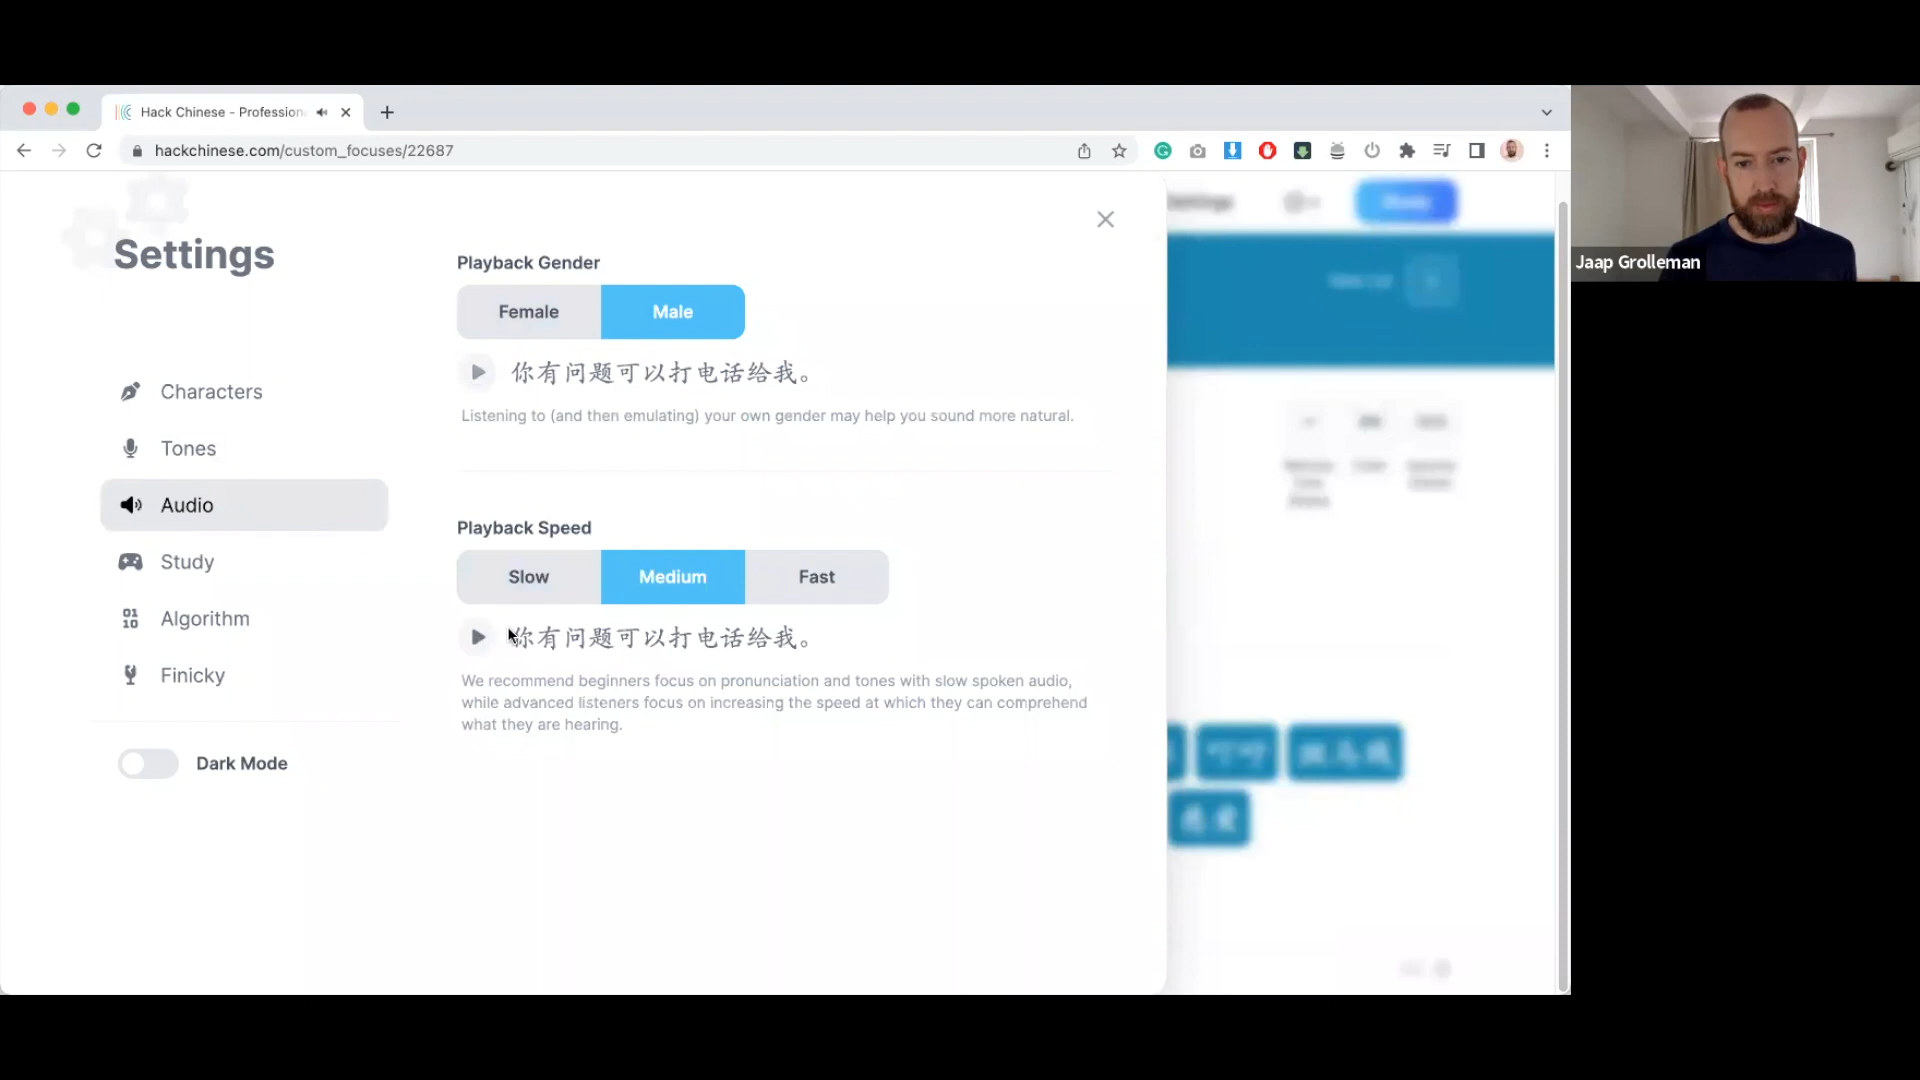 Hack Chinese - Profession
hackchinese.com/custom_focuses/22687
Settings
Characters
Tones
Audio
Study
Algorithm
Finicky
Dark Mode
Playback Gender
Female Male
你有问题可以打电话给我。
Listening to (and then emulating) your own gender may help you sound more natural.
Playback Speed
Slow Medium Fast
你有问题可以打电话给我。
We recommend beginners focus on pronunciation and tones with slow spoken audio,
while advanced listeners focus on increasing the speed at which they can comprehend
what they are hearing.
Jaap Grolleman